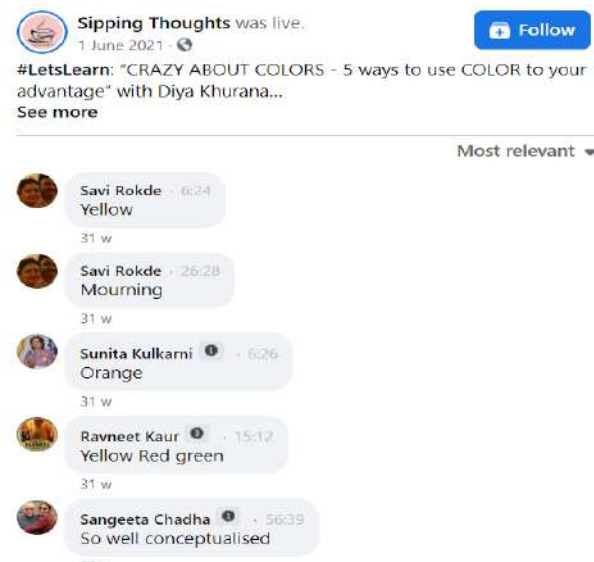 Sipping Thoughts was live.
1 June 2021 ·
Follow
#LetsLearn: "CRAZY ABOUT COLORS - 5 ways to use COLOR to your
advantage" with Diya Khurana...
See more
Most relevant
Savi Rokde · 6:24
Yellow
31 w
Savi Rokde · 26:28
Mourning
31 w
Sunita Kulkarni · 6:26
Orange
31 w
Ravneet Kaur · 15:12
Yellow Red green
31 w
Sangeeta Chadha · 56:39
So well conceptualised